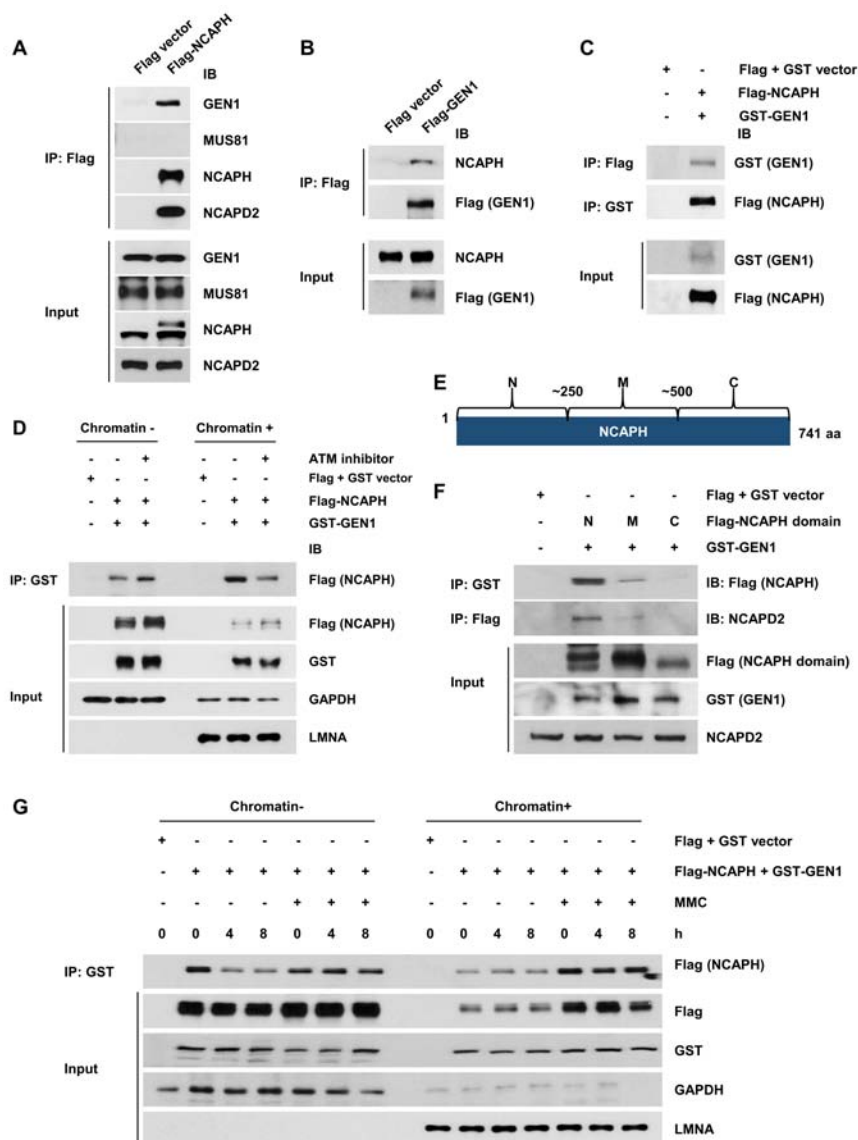 A
Flag vector
Flag-NCAPH
IB
IP: Flag
GEN1
MUS81
NCAPH
NCAPD2
Input
GEN1
MUS81
NCAPH
NCAPD2
B
Flag vector
Flag-GEN1
IB
IP: Flag
NCAPH
Flag (GEN1)
Input
NCAPH
Flag (GEN1)
C
+ - Flag + GST vector
- + Flag-NCAPH
- + GST-GEN1
IB
IP: Flag GST (GEN1)
IP: GST Flag (NCAPH)
Input
GST (GEN1)
Flag (NCAPH)
D
Chromatin - Chromatin +
- - + - - + ATM inhibitor
+ - - + - - Flag + GST vector
- + + - + + Flag-NCAPH
- + + - + + GST-GEN1
IB
IP: GST Flag (NCAPH)
Input
Flag (NCAPH)
GST
GAPDH
LMNA
E
N M C
~250 ~500
1 NCAPH 741 aa
F
+ - - - Flag + GST vector
- N M C Flag-NCAPH domain
- + + + GST-GEN1
IP: GST IB: Flag (NCAPH)
IP: Flag IB: NCAPD2
Input
Flag (NCAPH domain)
GST (GEN1)
NCAPD2
G
Chromatin- Chromatin+
+ - - - - - - + - - - - - - Flag + GST vector
- + + + + + + - + + + + + + Flag-NCAPH + GST-GEN1
- - - - + + + - - - - + + + MMC
0 0 4 8 0 4 8 0 0 4 8 0 4 8 h
IP: GST Flag (NCAPH)
Input
Flag
GST
GAPDH
LMNA